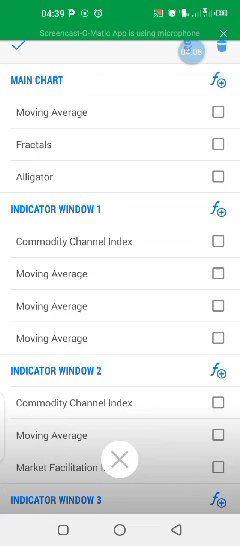 04:39 P
Screencast-O-Matic App is using microphone
04:08
MAIN CHART
Moving Average
Fractals
Alligator
INDICATOR WINDOW 1
Commodity Channel Index
Moving Average
Moving Average
Moving Average
INDICATOR WINDOW 2
Commodity Channel Index
Moving Average
Market Facilitation
INDICATOR WINDOW 3